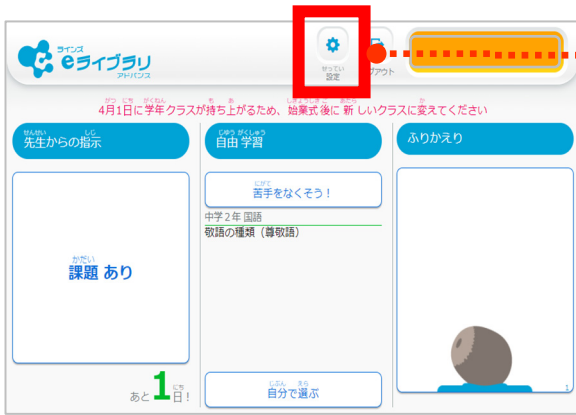 ラインズ
eライブラリ
アドバンス
せってい
設定
グアウト
がつ にち がくねん も あ しぎょうしきご あたら か
4月1日に学年クラスが持ち上がるため、始業式後に新しいクラスに変えてください
せんせい しじ
先生からの指示
じゆう がくしゅう
自由 学習
ふりかえり
にがて
苦手をなくそう！
中学2年 国語
敬語の種類（尊敬語）
かだい
課題 あり
にち
あと1日！
じぶん えら
自分で選ぶ
1